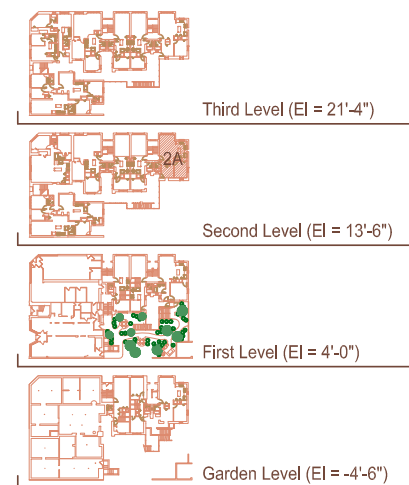 Third Level (El = 21'-4")
2A
Second Level (El = 13'-6")
First Level (El = 4'-0")
Garden Level (El = -4'-6")